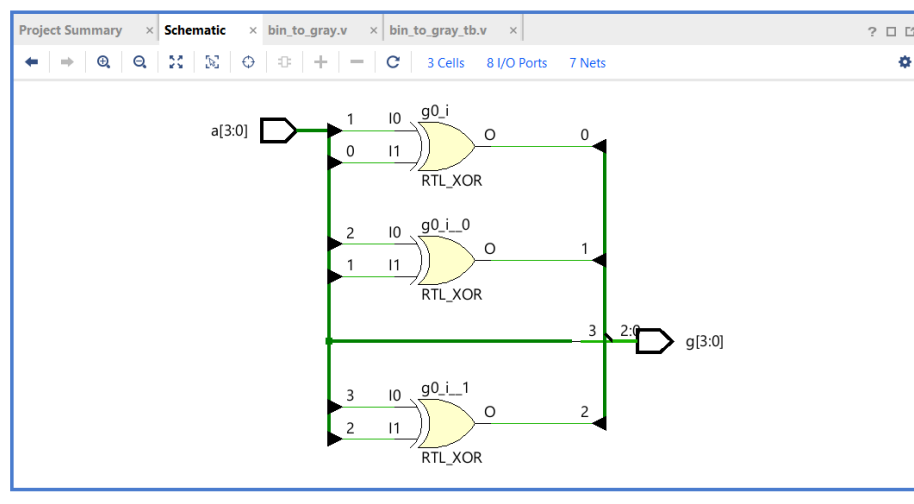 Project Summary × Schematic × bin_to_gray.v × bin_to_gray_tb.v × ?
3 Cells 8 I/O Ports 7 Nets
g0_i
a[3:0] 1 I0 O 0
0 I1
RTL_XOR
g0_i__0
2 I0 O 1
1 I1
RTL_XOR
3 2:0 g[3:0]
g0_i__1
3 I0 O 2
2 I1
RTL_XOR